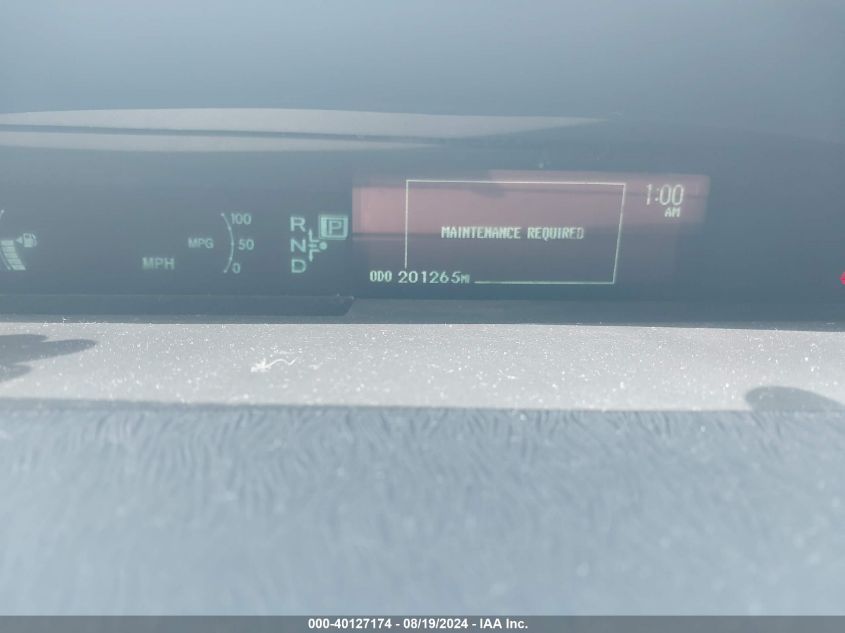 100
MPG 50
0
MPH
R P
N
D
1:00
AM
MAINTENANCE REQUIRED
ODO 201265MI
000-40127174 - 08/19/2024 - IAA Inc.